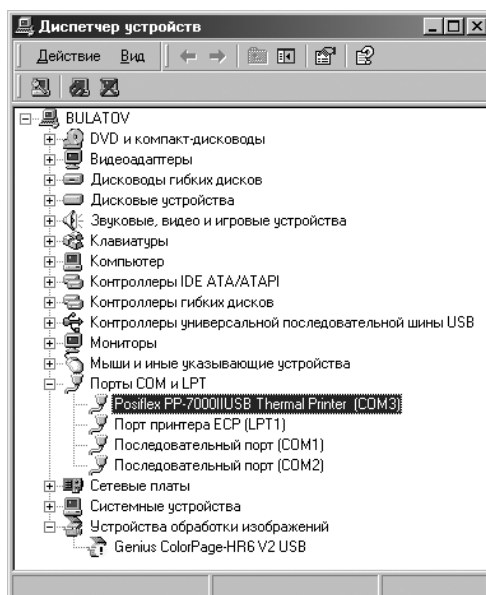 Диспетчер устройств
Действие Вид
BULATOV
DVD и компакт-дисководы
Видеоадаптеры
Дисководы гибких дисков
Дисковые устройства
Звуковые, видео и игровые устройства
Клавиатуры
Компьютер
Контроллеры IDE ATA/ATAPI
Контроллеры гибких дисков
Контроллеры универсальной последовательной шины USB
Мониторы
Мыши и иные указывающие устройства
Порты COM и LPT
Posiflex PP-7000IIUSB Thermal Printer (COM3)
Порт принтера ECP (LPT1)
Последовательный порт (COM1)
Последовательный порт (COM2)
Сетевые платы
Системные устройства
Устройства обработки изображений
Genius ColorPage-HR6 V2 USB